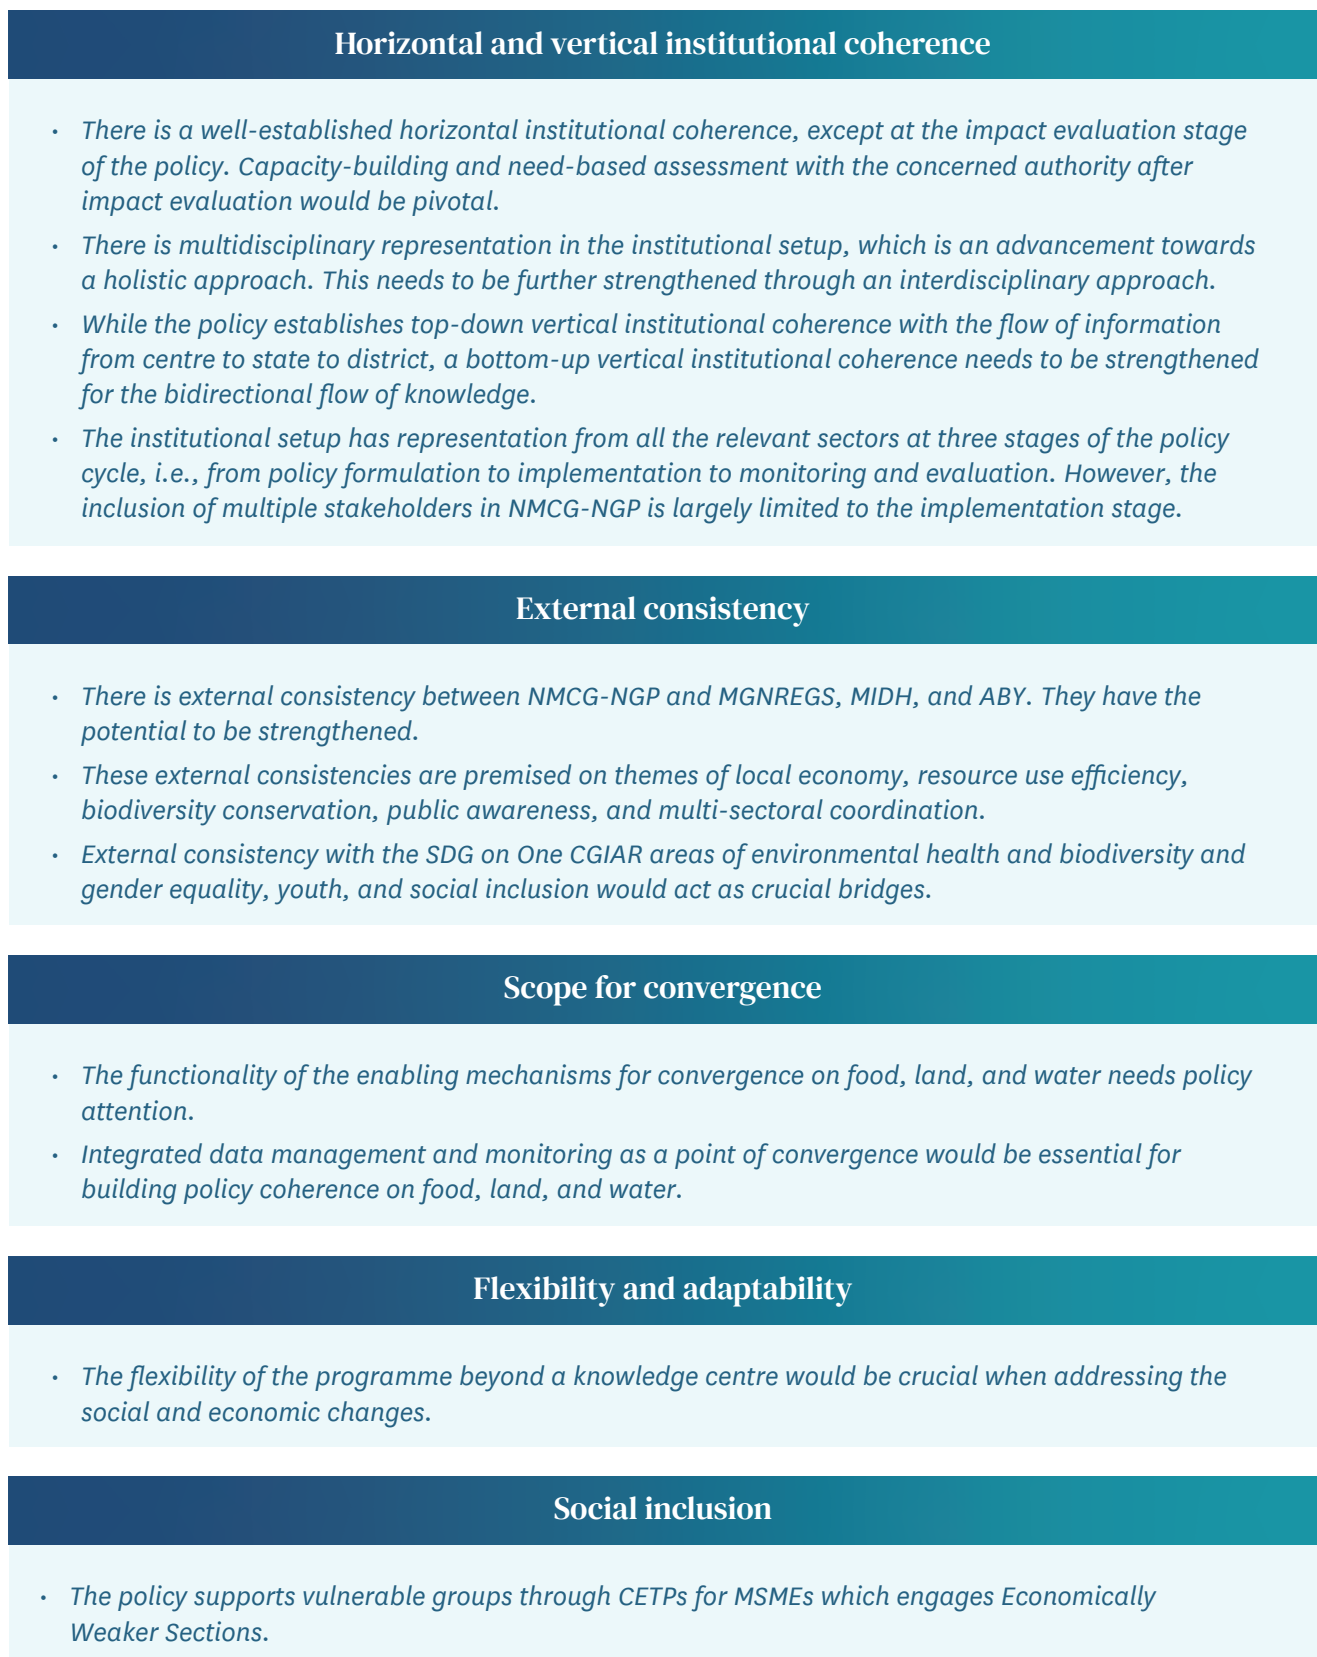 Horizontal and vertical institutional coherence
• There is a well-established horizontal institutional coherence, except at the impact evaluation stage
of the policy. Capacity-building and need-based assessment with the concerned authority after
impact evaluation would be pivotal.
• There is multidisciplinary representation in the institutional setup, which is an advancement towards
a holistic approach. This needs to be further strengthened through an interdisciplinary approach.
• While the policy establishes top-down vertical institutional coherence with the flow of information
from centre to state to district, a bottom-up vertical institutional coherence needs to be strengthened
for the bidirectional flow of knowledge.
• The institutional setup has representation from all the relevant sectors at three stages of the policy
cycle, i.e., from policy formulation to implementation to monitoring and evaluation. However, the
inclusion of multiple stakeholders in NMCG-NGP is largely limited to the implementation stage.
External consistency
• There is external consistency between NMCG-NGP and MGNREGS, MIDH, and ABY. They have the
potential to be strengthened.
• These external consistencies are premised on themes of local economy, resource use efficiency,
biodiversity conservation, public awareness, and multi-sectoral coordination.
• External consistency with the SDG on One CGIAR areas of environmental health and biodiversity and
gender equality, youth, and social inclusion would act as crucial bridges.
Scope for convergence
• The functionality of the enabling mechanisms for convergence on food, land, and water needs policy
attention.
• Integrated data management and monitoring as a point of convergence would be essential for
building policy coherence on food, land, and water.
Flexibility and adaptability
• The flexibility of the programme beyond a knowledge centre would be crucial when addressing the
social and economic changes.
Social inclusion
• The policy supports vulnerable groups through CETPs for MSMEs which engages Economically
Weaker Sections.